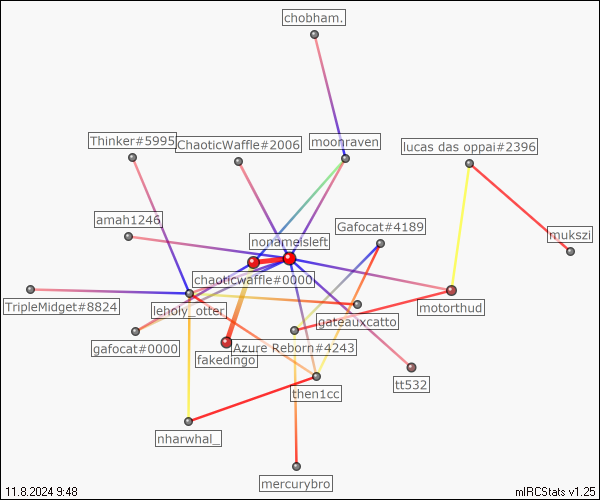 chobham.
Thinker#5995
ChaoticWaffle#2006
moonraven
lucas das oppai#2396
amah1246
nonameisleft
Gafocat#4189
mukszi
chaoticwaffle#0000
TripleMidget#8824
leholy_otter
gateauxcatto
motorthud
gafocat#0000
fakedingo
Azure Reborn#4243
then1cc
tt532
nharwhal_
mercurybro
11.8.2024 9:48
mIRCStats v1.25